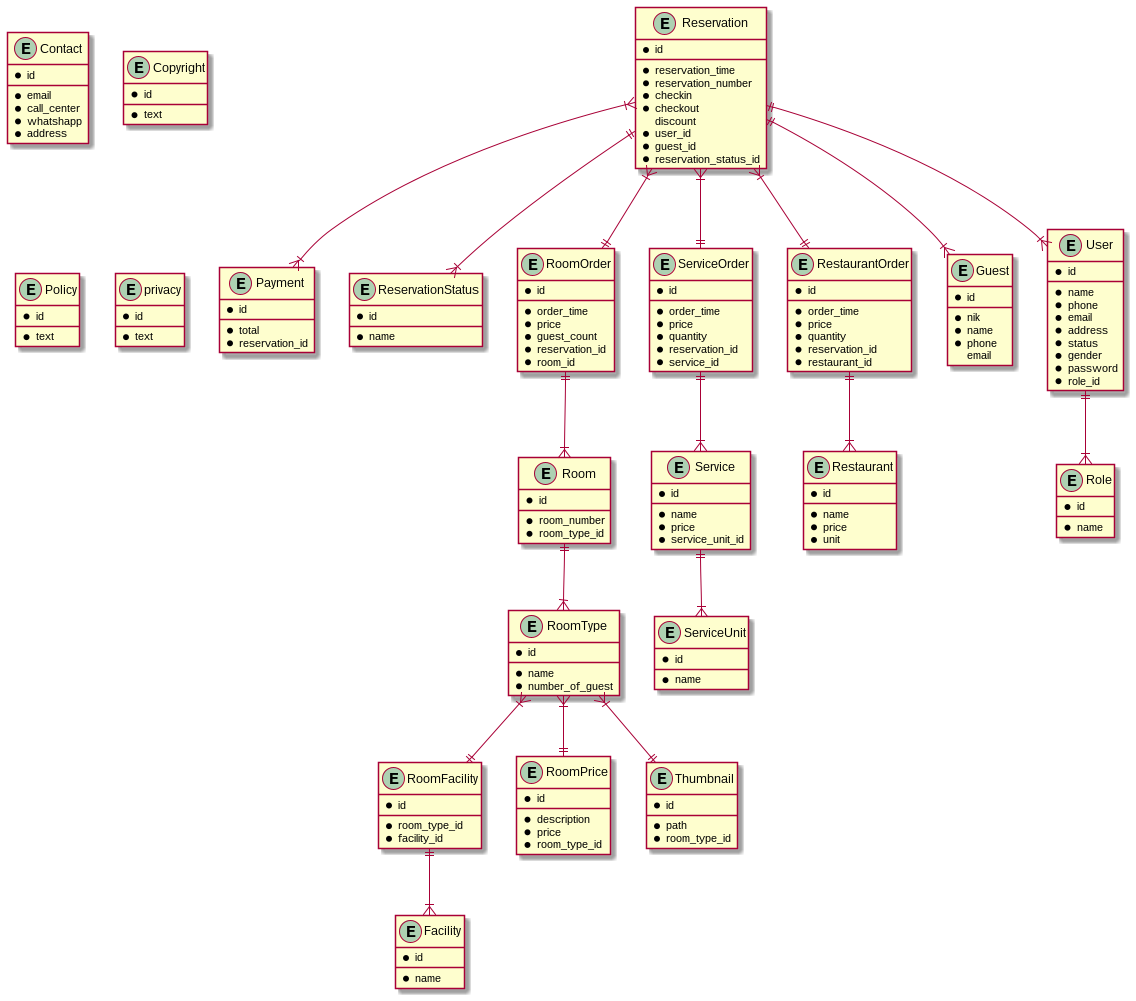 E Reservation
id
reservation_time
reservation_number
checkin
checkout
discount
user_id
guest_id
reservation_status_id
E Contact
id
email
call_center
whatshapp
address
E Copyright
id
text
E Policy
id
text
E privacy
id
text
E Payment
id
total
reservation_id
E ReservationStatus
id
name
E RoomOrder
id
order_time
price
guest_count
reservation_id
room_id
E ServiceOrder
id
order_time
price
quantity
reservation_id
service_id
E RestaurantOrder
id
order_time
price
quantity
reservation_id
restaurant_id
E Guest
id
nik
name
phone
email
E User
id
name
phone
email
address
status
gender
password
role_id
E Room
id
room_number
room_type_id
E Service
id
name
price
service_unit_id
E Restaurant
id
name
price
unit
E Role
id
name
E RoomType
id
name
number_of_guest
E ServiceUnit
id
name
E RoomFacility
id
room_type_id
facility_id
E RoomPrice
id
description
price
room_type_id
E Thumbnail
id
path
room_type_id
E Facility
id
name